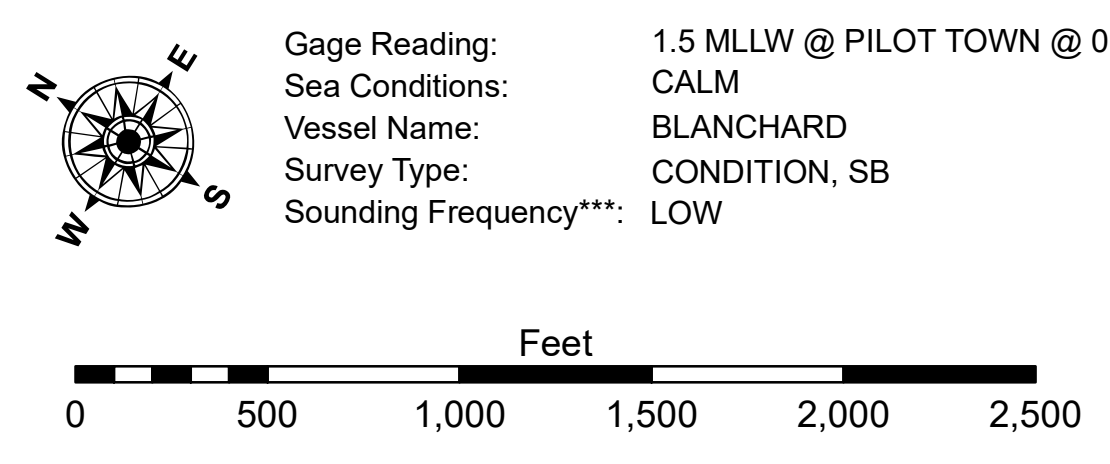 N
E
S
W
Gage Reading: 1.5 MLLW @ PILOT TOWN @ 0
Sea Conditions: CALM
Vessel Name: BLANCHARD
Survey Type: CONDITION, SB
Sounding Frequency***: LOW
Feet
0 500 1,000 1,500 2,000 2,500